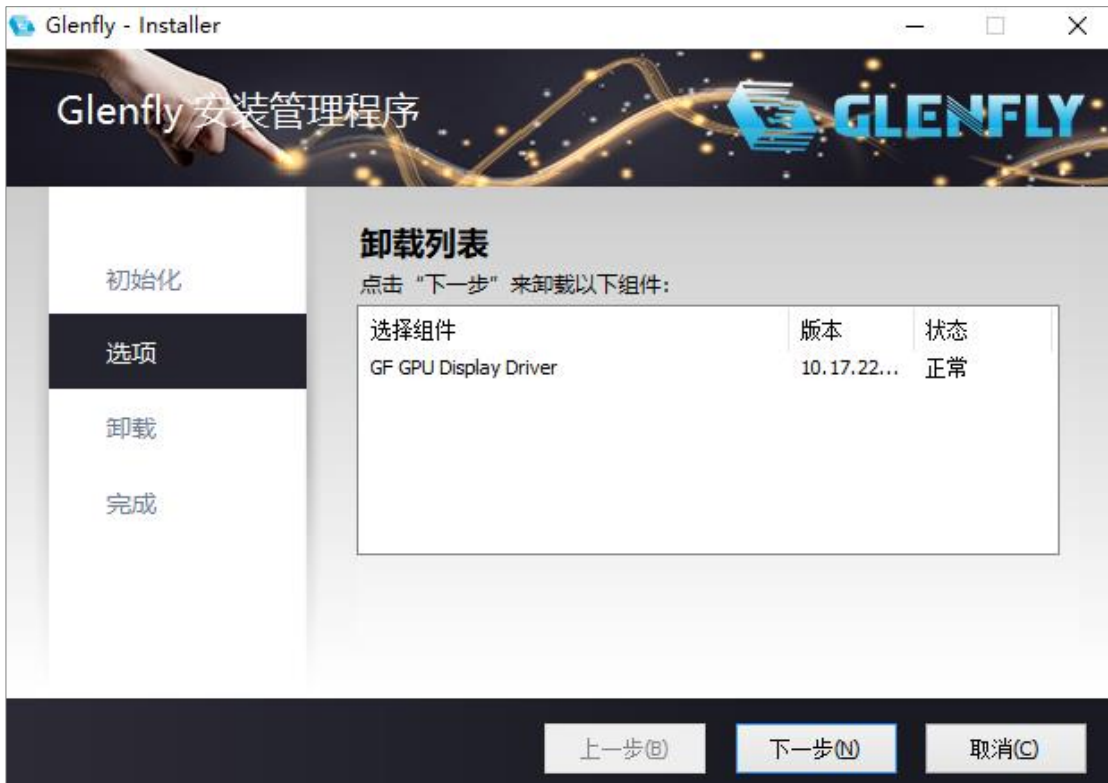 Glenfly - Installer
Glenfly 安装管理程序
GLENFLY
初始化
选项
卸载
完成
卸载列表
点击“下一步”来卸载以下组件:
选择组件 版本 状态
GF GPU Display Driver 10.17.22... 正常
上一步(B) 下一步(N) 取消(C)